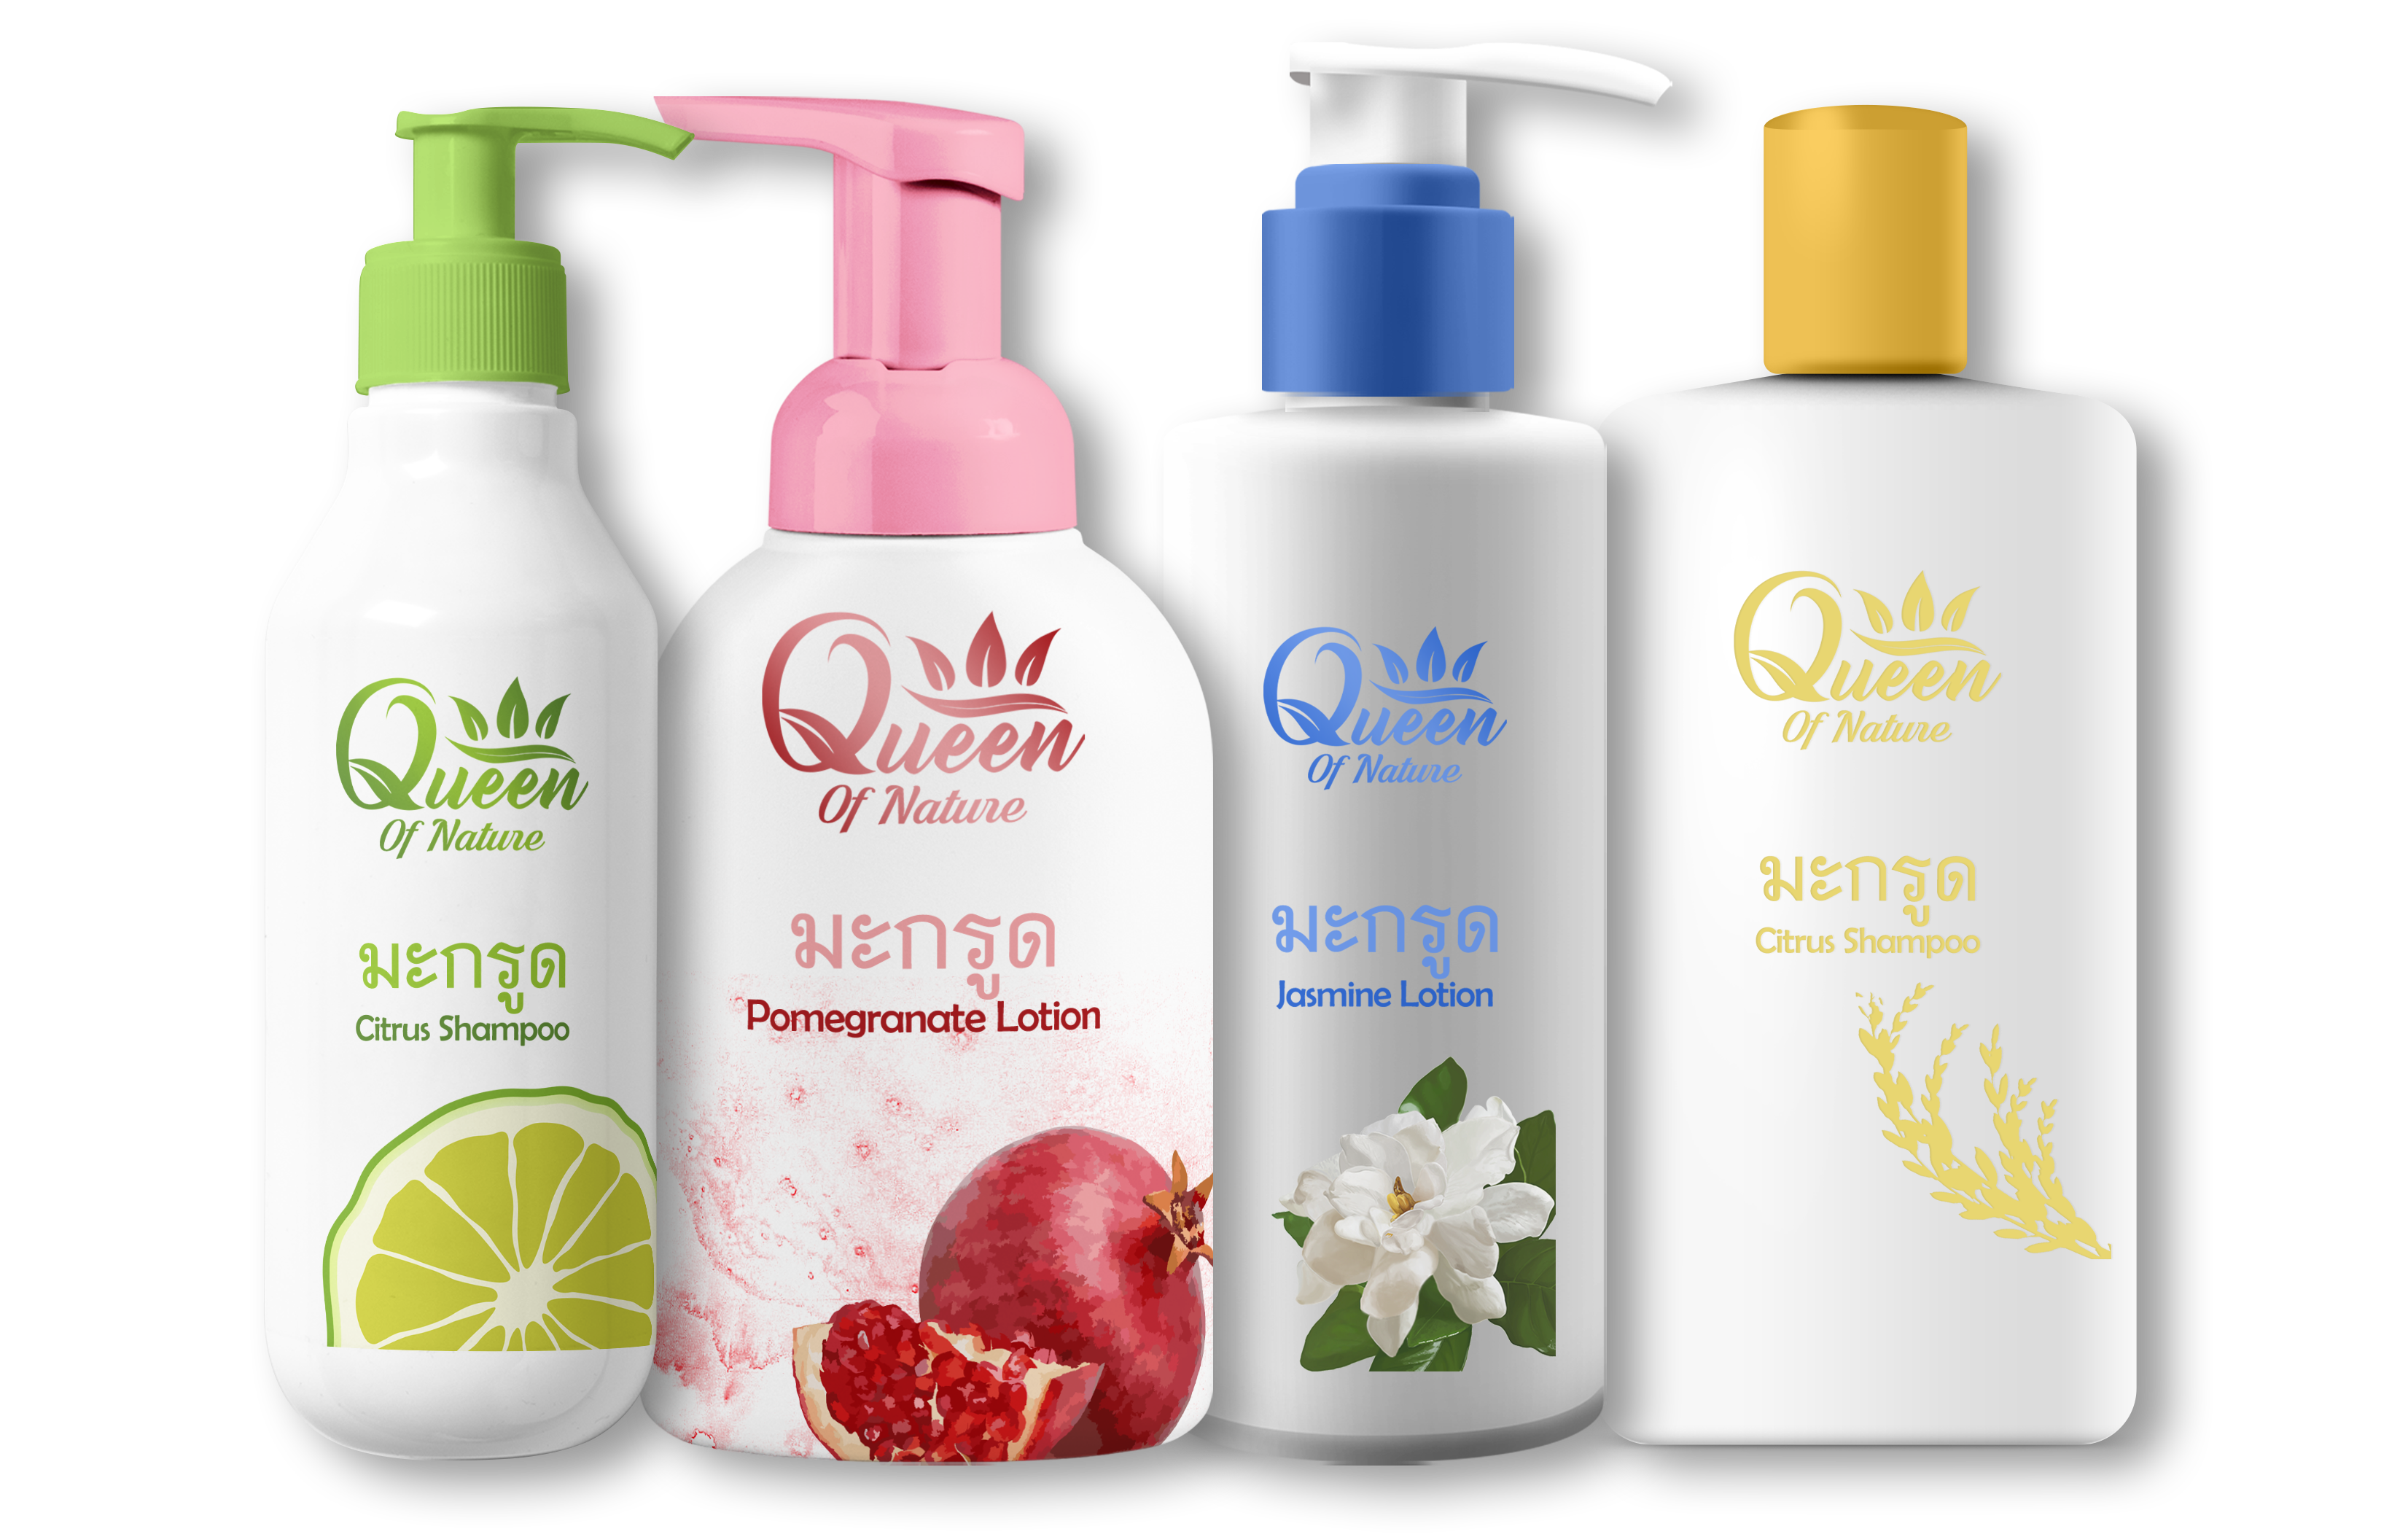 Queen
Of Nature
มะกรูด
Citrus Shampoo
Queen
Of Nature
มะกรูด
Pomegranate Lotion
Queen
Of Nature
มะกรูด
Jasmine Lotion
Queen
Of Nature
มะกรูด
Citrus Shampoo